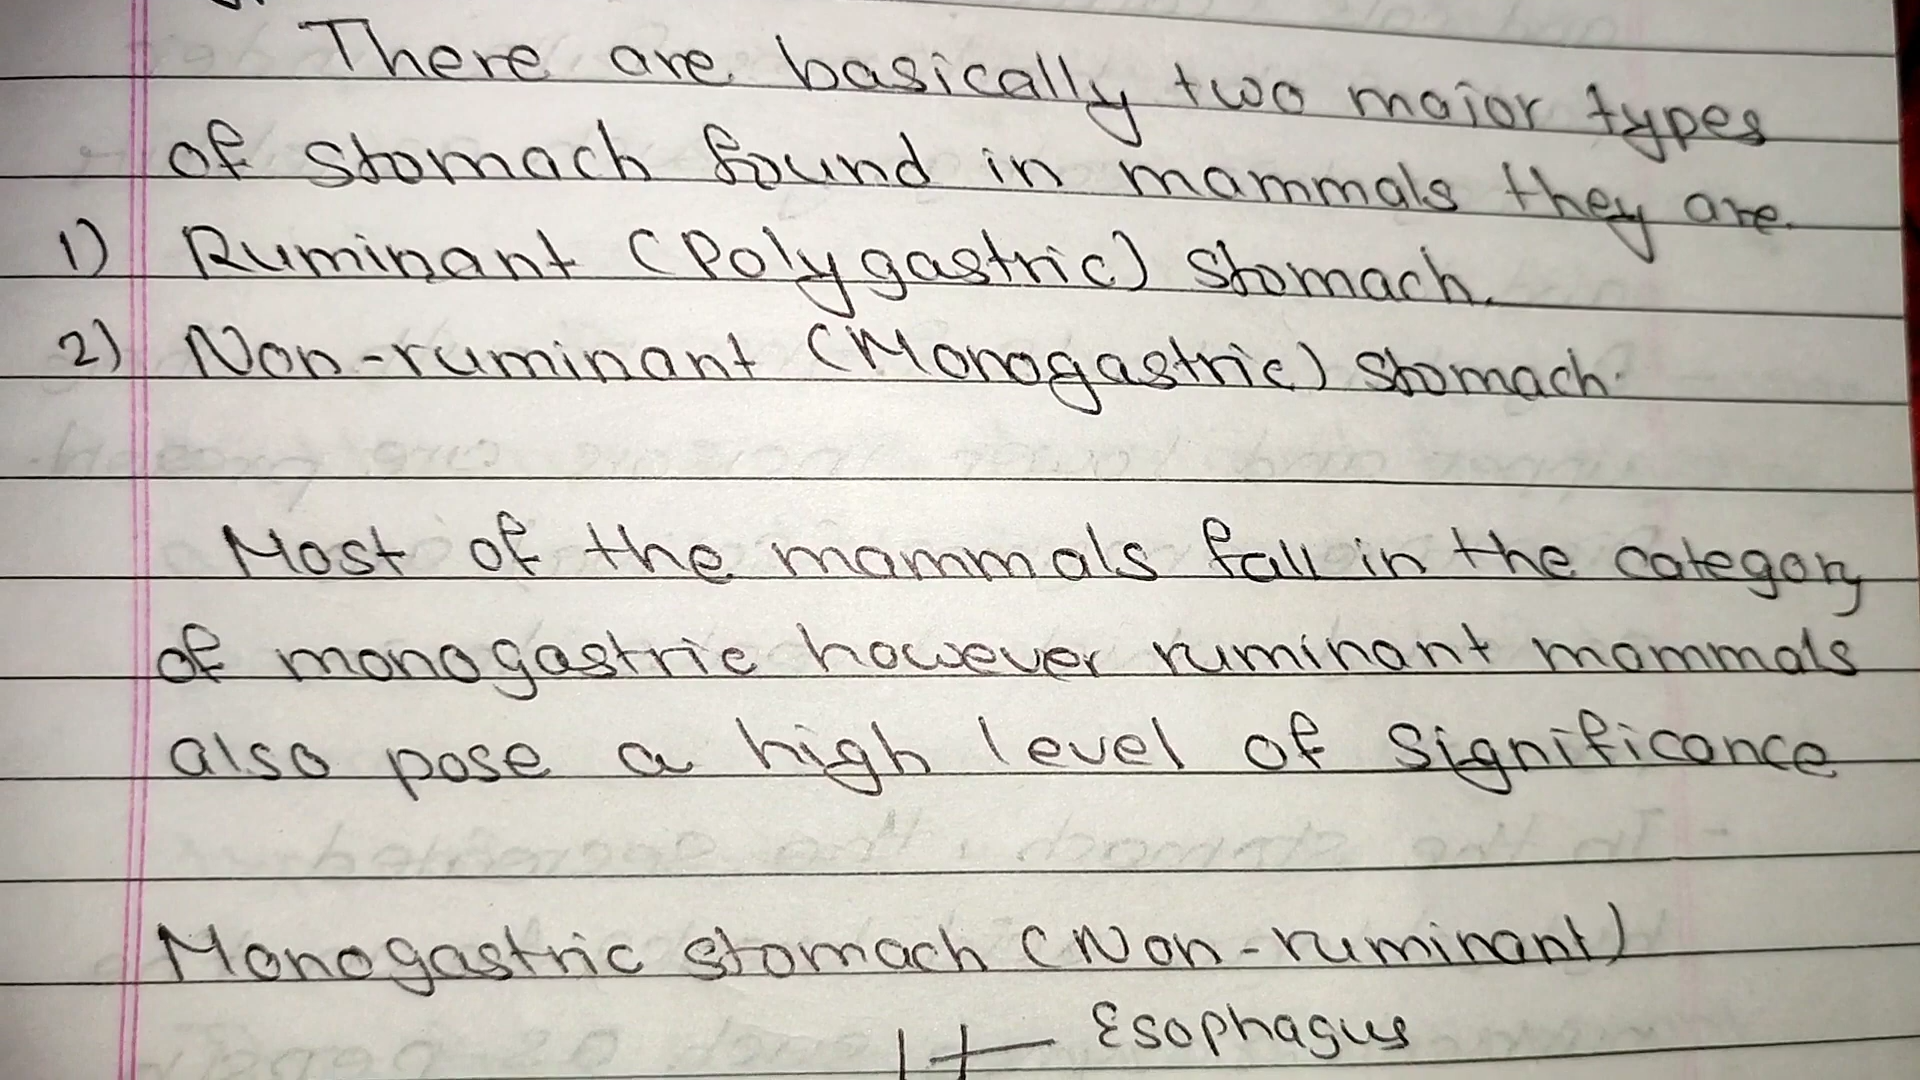 There are basically two major types
of stomach found in mammals they are.
1) Ruminant (Polygastric) stomach.
2) Non-ruminant (Monogastric) stomach.
Most of the mammals fall in the category
of monogastric however ruminant mammals
also pose a high level of significance
Monogastric stomach (Non-ruminant)
Esophagus